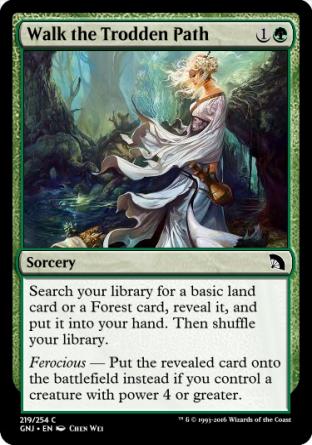 Walk the Trodden Path 1
Sorcery
Search your library for a basic land
card or a Forest card, reveal it, and
put it into your hand. Then shuffle
your library.
Ferocious — Put the revealed card onto
the battlefield instead if you control a
creature with power 4 or greater.
219/254 C
GNJ • EN Chen Wei
™ & © 1993-2016 Wizards of the Coast